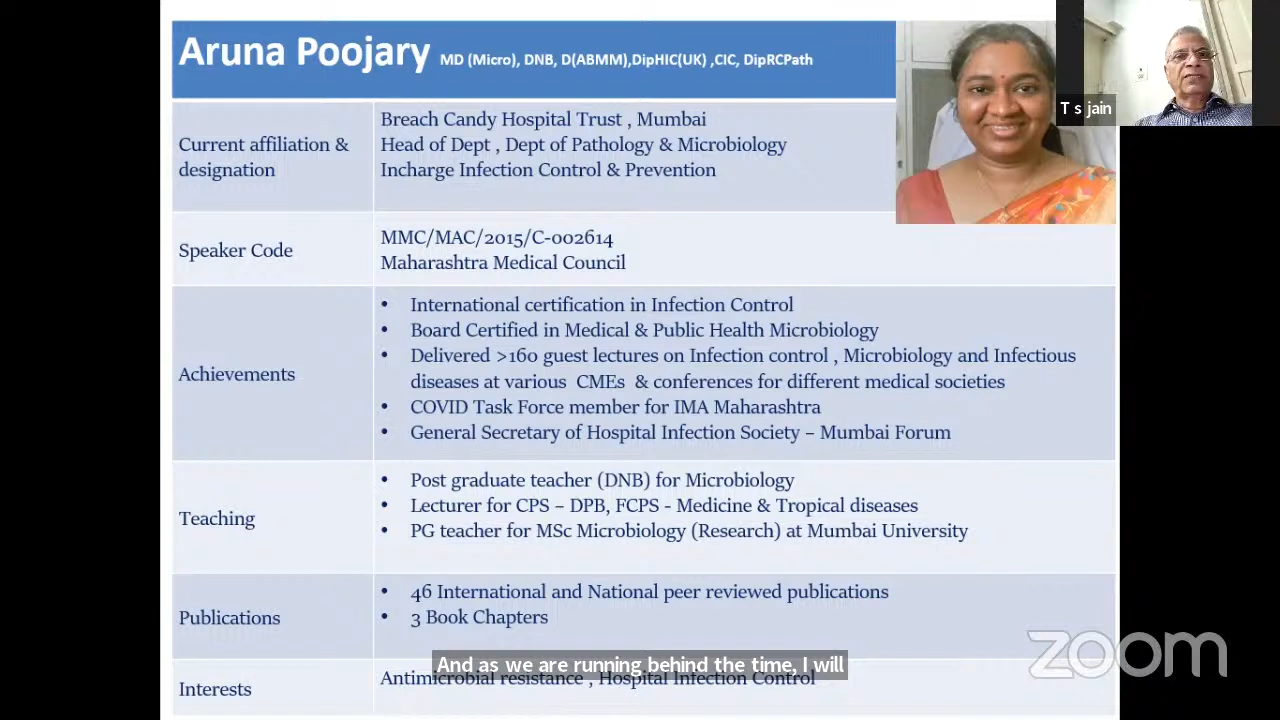 Aruna Poojary MD (Micro), DNB, D(ABMM),DipHIC(UK) ,CIC, DipRCPath
T s jain
Current affiliation &
designation
Breach Candy Hospital Trust , Mumbai
Head of Dept , Dept of Pathology & Microbiology
Incharge Infection Control & Prevention
Speaker Code
MMC/MAC/2015/C-002614
Maharashtra Medical Council
Achievements
• International certification in Infection Control
• Board Certified in Medical & Public Health Microbiology
• Delivered >160 guest lectures on Infection control , Microbiology and Infectious
diseases at various CMEs & conferences for different medical societies
• COVID Task Force member for IMA Maharashtra
• General Secretary of Hospital Infection Society – Mumbai Forum
Teaching
• Post graduate teacher (DNB) for Microbiology
• Lecturer for CPS – DPB, FCPS - Medicine & Tropical diseases
• PG teacher for MSc Microbiology (Research) at Mumbai University
Publications
• 46 International and National peer reviewed publications
• 3 Book Chapters
zoom
And as we are running behind the time, I will
Interests
Antimicrobial resistance , Hospital Infection Control